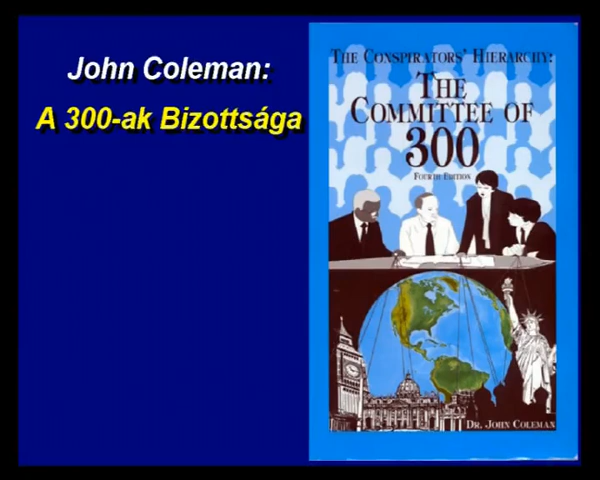 John Coleman:
A 300-ak Bizottsága
THE CONSPIRATORS' HIERARCHY:
THE
COMMITTEE OF
300
FOURTH EDITION
DR. JOHN COLEMAN